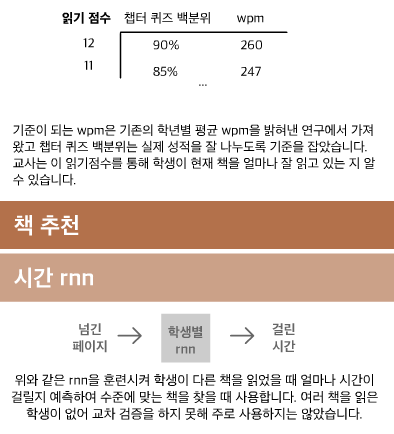 읽기 점수 챕터 퀴즈 백분위 wpm
12 90% 260
11 85% 247
...
기준이 되는 wpm은 기존의 학년별 평균 wpm을 밝혀낸 연구에서 가져
왔고 챕터 퀴즈 백분위는 실제 성적을 잘 나누도록 기준을 잡았습니다.
교사는 이 읽기점수를 통해 학생이 현재 책을 얼마나 잘 읽고 있는 지 알
수 있습니다.
책 추천
시간 rnn
넘긴
페이지
학생별
rnn
걸린
시간
위와 같은 rnn을 훈련시켜 학생이 다른 책을 읽었을 때 얼마나 시간이
걸릴지 예측하여 수준에 맞는 책을 찾을 때 사용합니다. 여러 책을 읽은
학생이 없어 교차 검증을 하지 못해 주로 사용하지는 않았습니다.